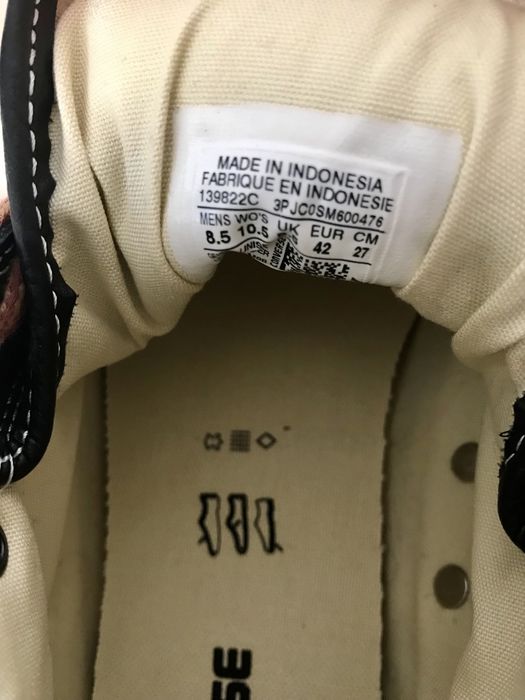 MADE IN INDONESIA
FABRIQUE EN INDONESIE
139822C 3PJC0SM600476
MENS WO'S UK EUR CM
8.5 10.5 42 27
SE